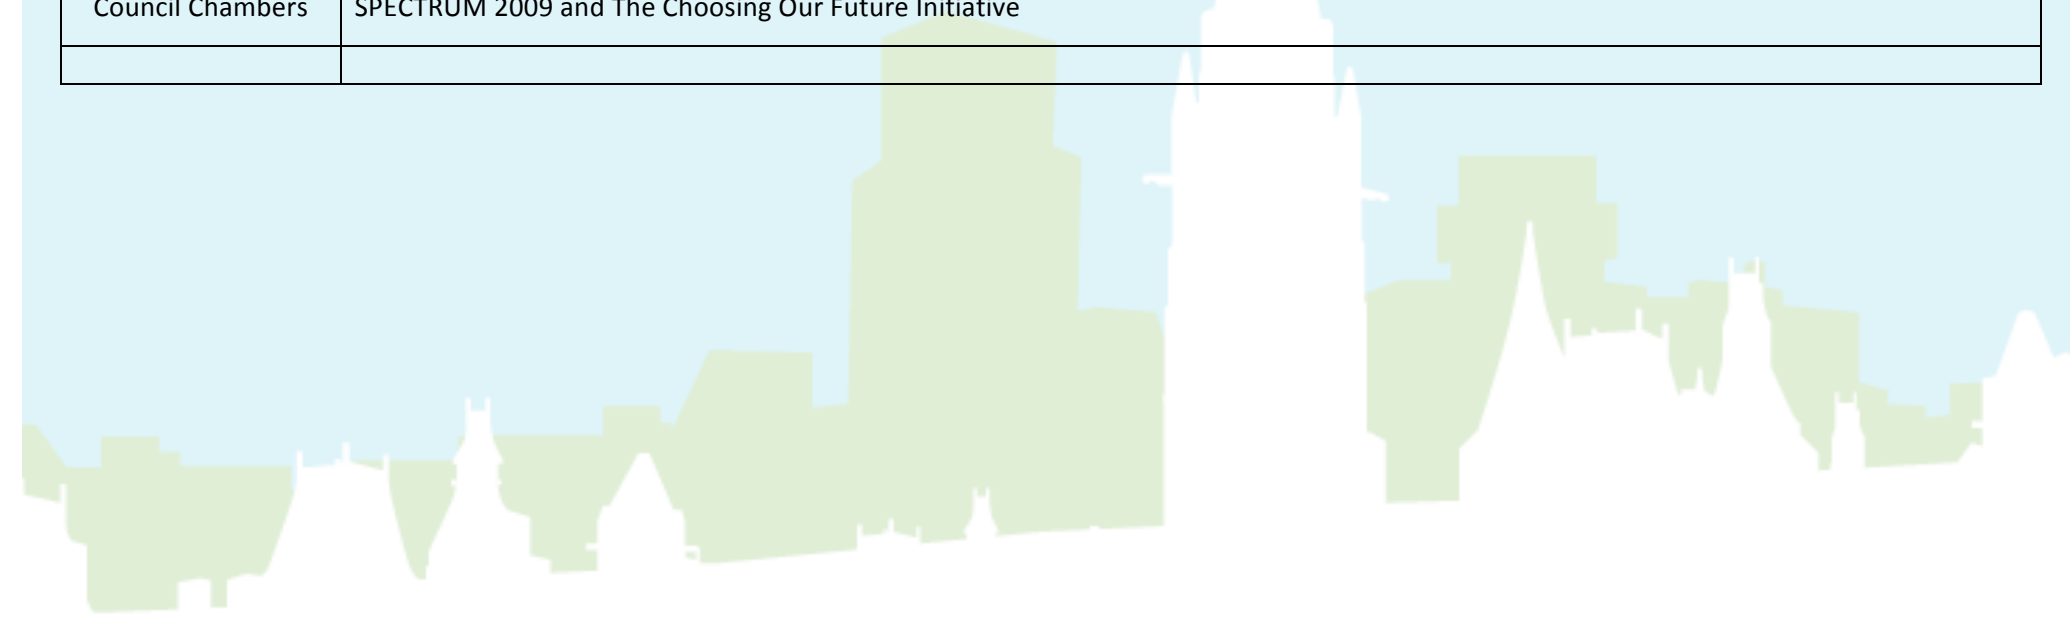 Council Chambers
SPECTRUM 2009 and The Choosing Our Future Initiative